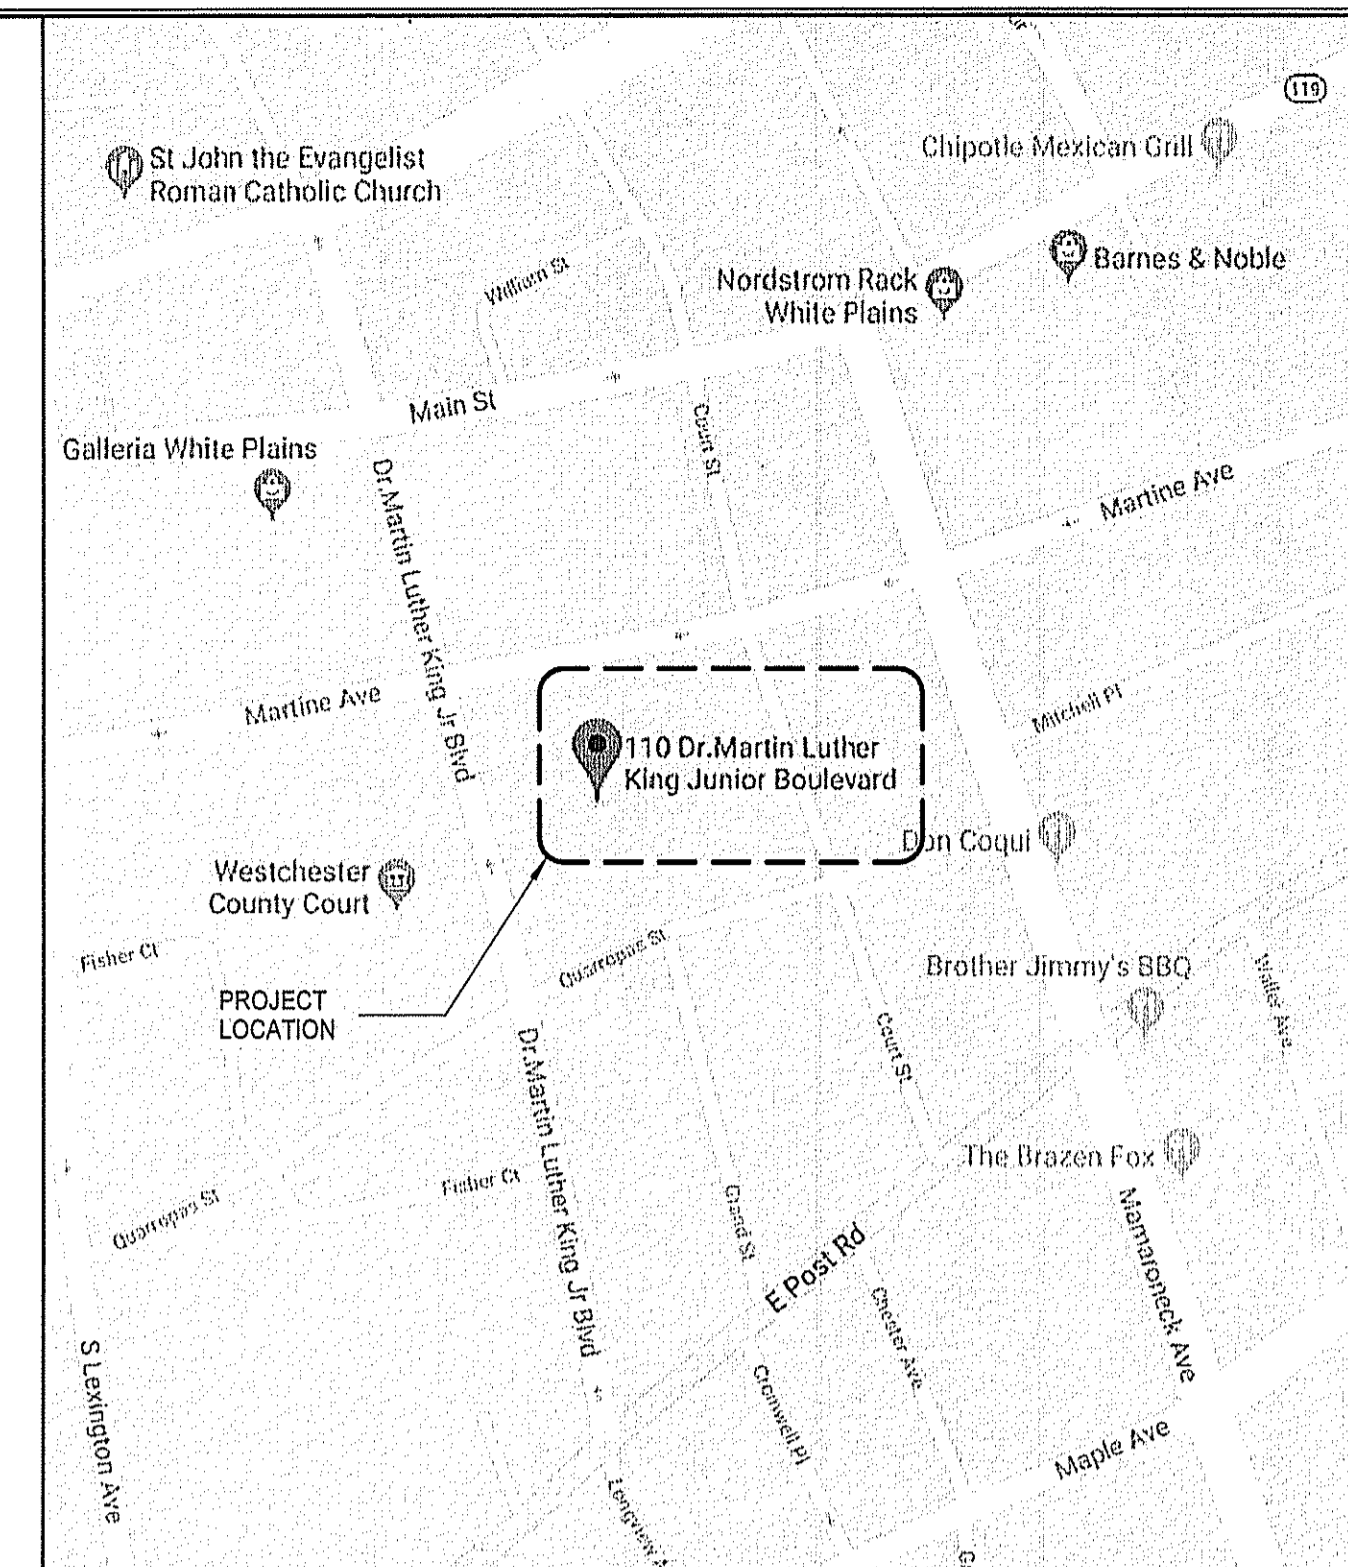 119
St John the Evangelist
Roman Catholic Church
Chipotle Mexican Grill
Barnes & Noble
William St
Nordstrom Rack
White Plains
Main St
Court St
Galleria White Plains
Dr.Martin Luther King Jr Blvd
Martine Ave
Martine Ave
Mitchell Pl
110 Dr.Martin Luther
King Junior Boulevard
Don Coqui
Westchester
County Court
Fisher Ct
Quarropas St
Brother Jimmy's BBQ
Waller Ave
PROJECT
LOCATION
Court St
Dr.Martin Luther King Jr Blvd
The Brazen Fox
Fisher Ct
Quarropas St
Grand St
E Post Rd
Mamaroneck Ave
Chester Ave
S Lexington Ave
Cromwell Pl
Maple Ave
Longview